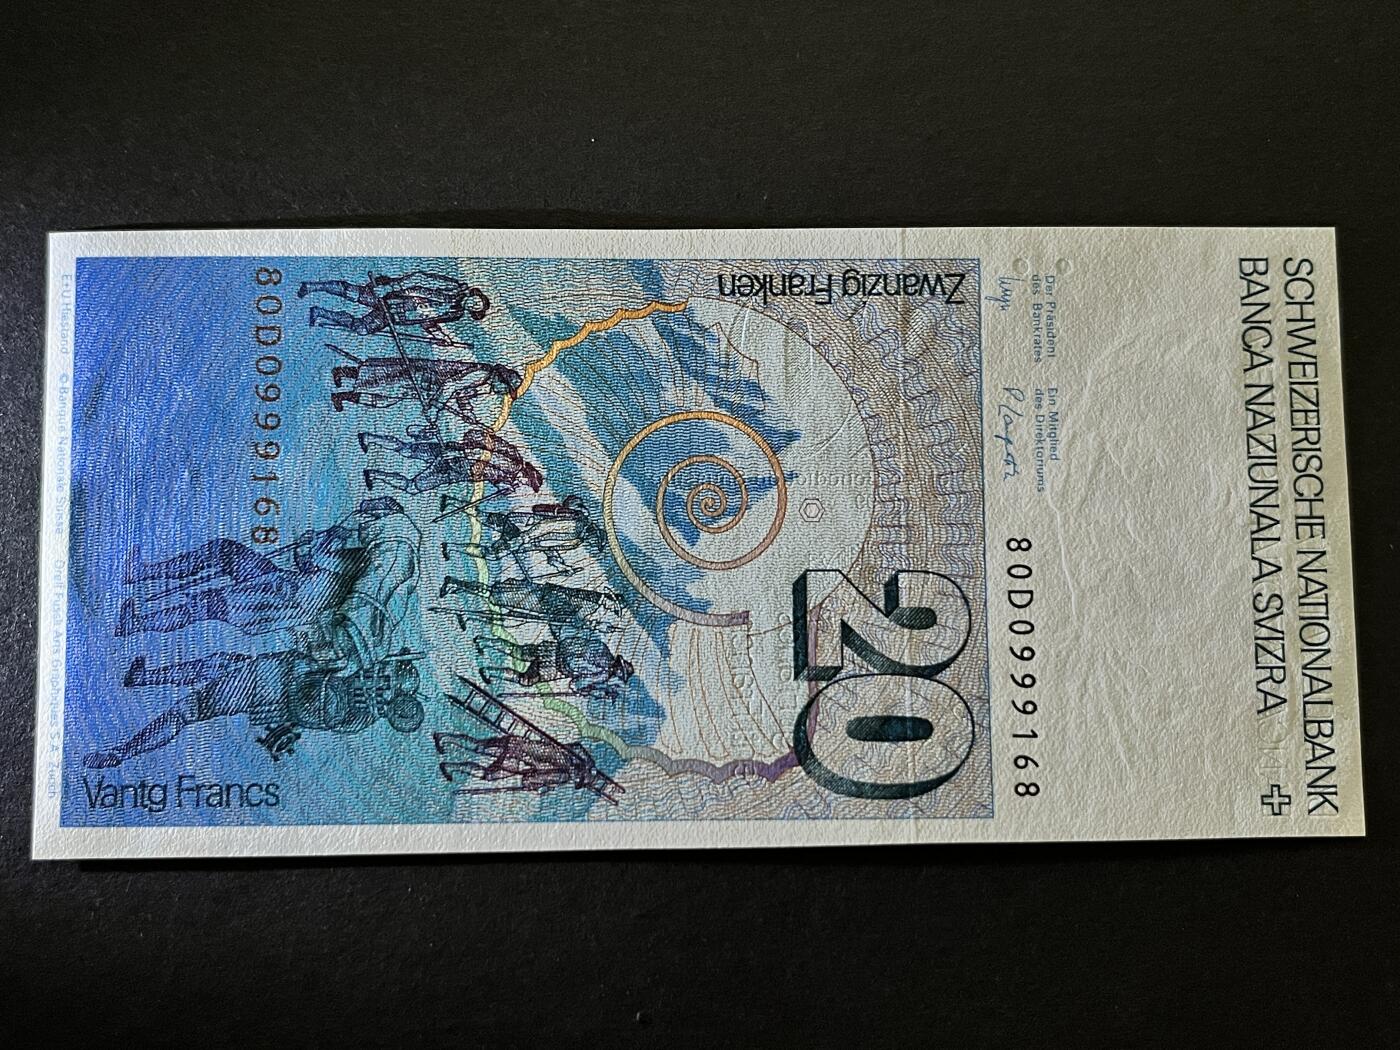 SCHWEIZERISCHE NATIONALBANK
BANCA NAZIUNALA SVIZRA
Der Präsident
des Bankrates
Ein Mitglied
des Direktoriums
80D0999168
20
Zwanzig Franken
80D0999168
Vantg Francs
E+U Hiestand © Banque Nationale Suisse Orell Füssli Arts Graphiques S.A. Zurich